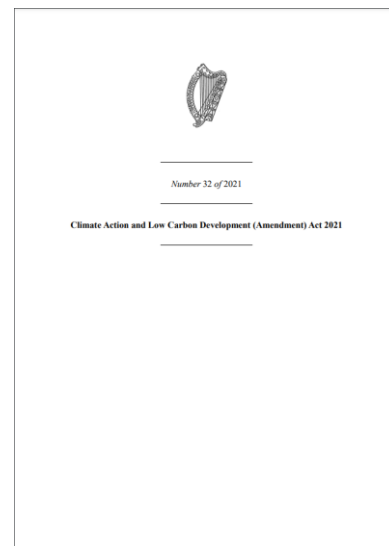 Number 32 of 2021
Climate Action and Low Carbon Development (Amendment) Act 2021